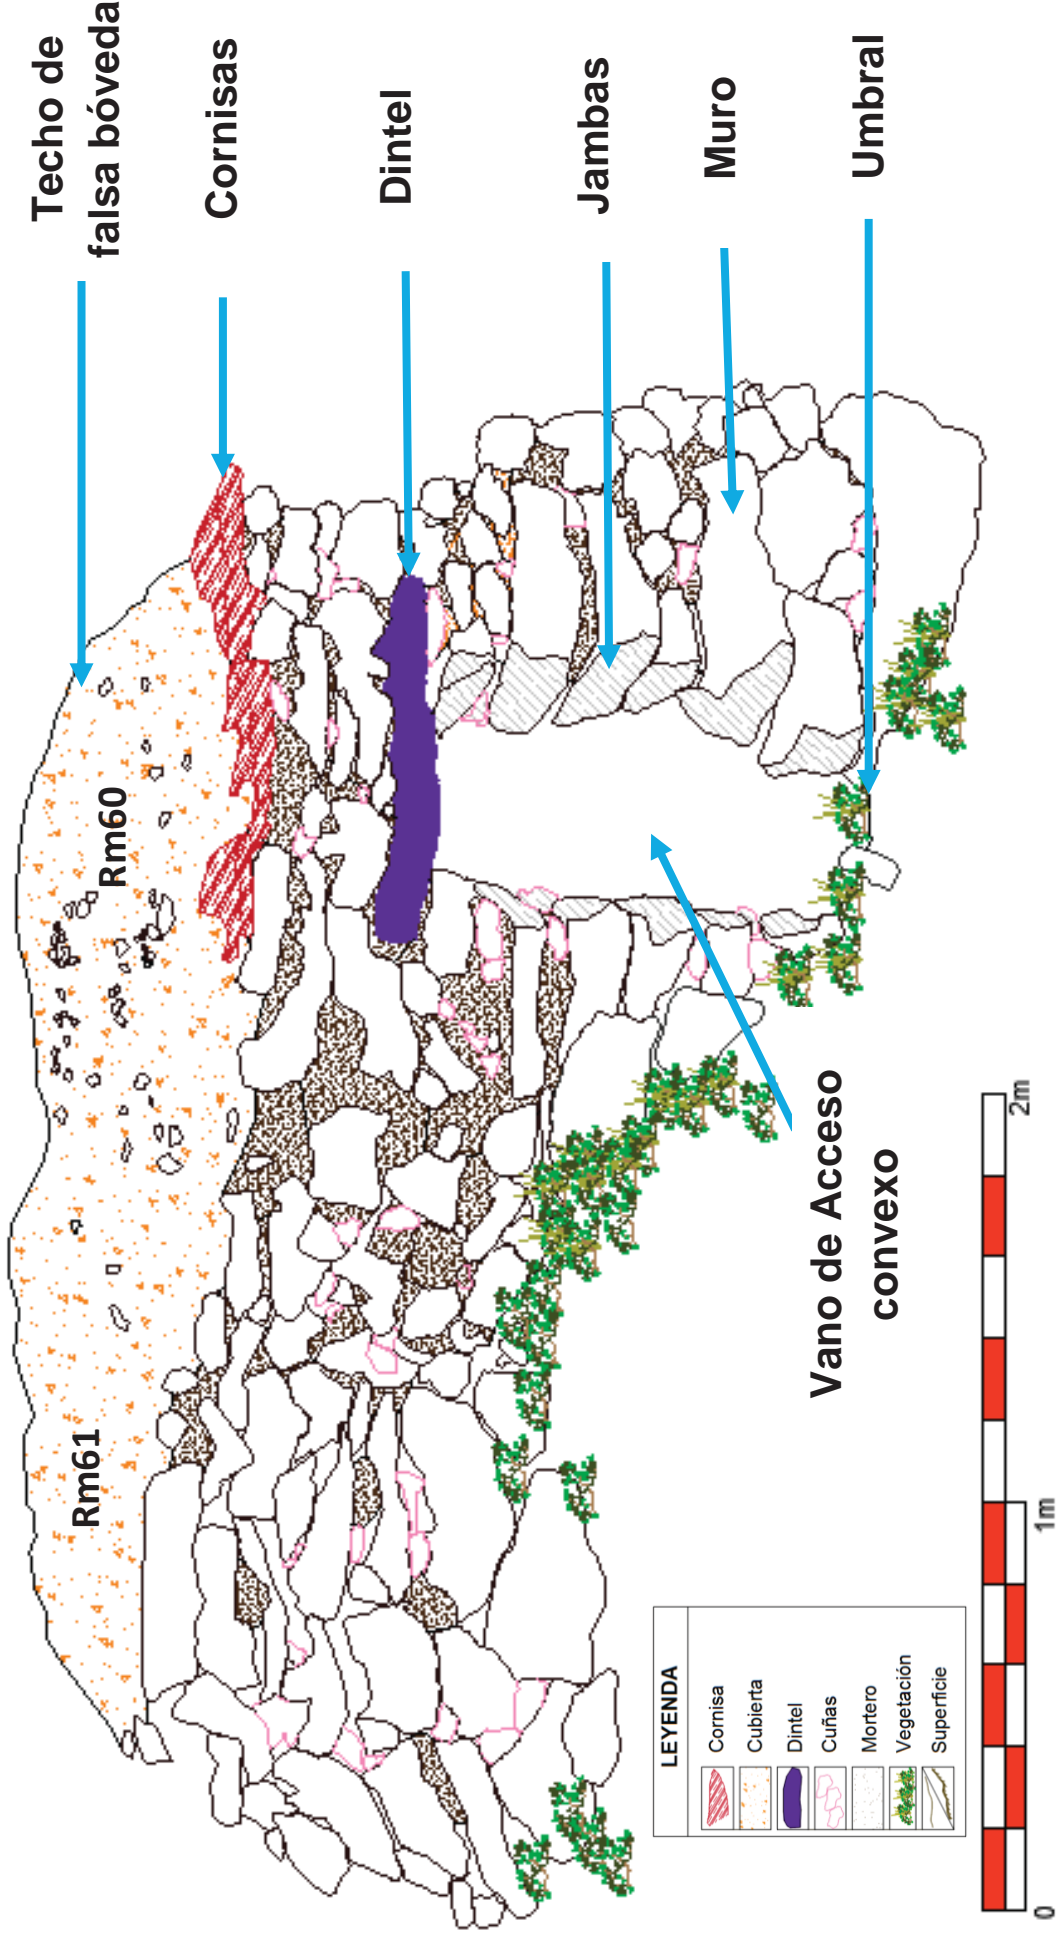 Techo de
falsa bóveda
Cornisas
Dintel
Jambas
Muro
Umbral
Rm60
Rm61
Vano de Acceso
convexo
LEYENDA
Cornisa
Cubierta
Dintel
Cuñas
Mortero
Vegetación
Superficie
0
1m
2m